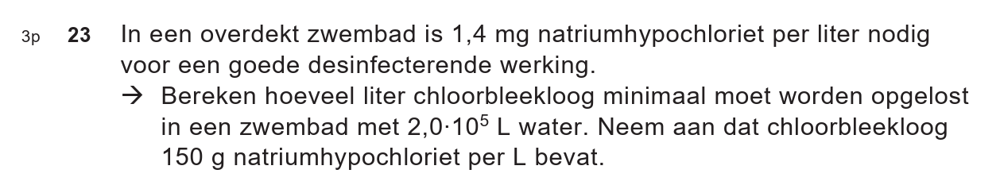 3p 23 In een overdekt zwembad is 1,4 mg natriumhypochloriet per liter nodig
voor een goede desinfecterende werking.
→ Bereken hoeveel liter chloorbleekloog minimaal moet worden opgelost
in een zwembad met 2,0·10⁵ L water. Neem aan dat chloorbleekloog
150 g natriumhypochloriet per L bevat.